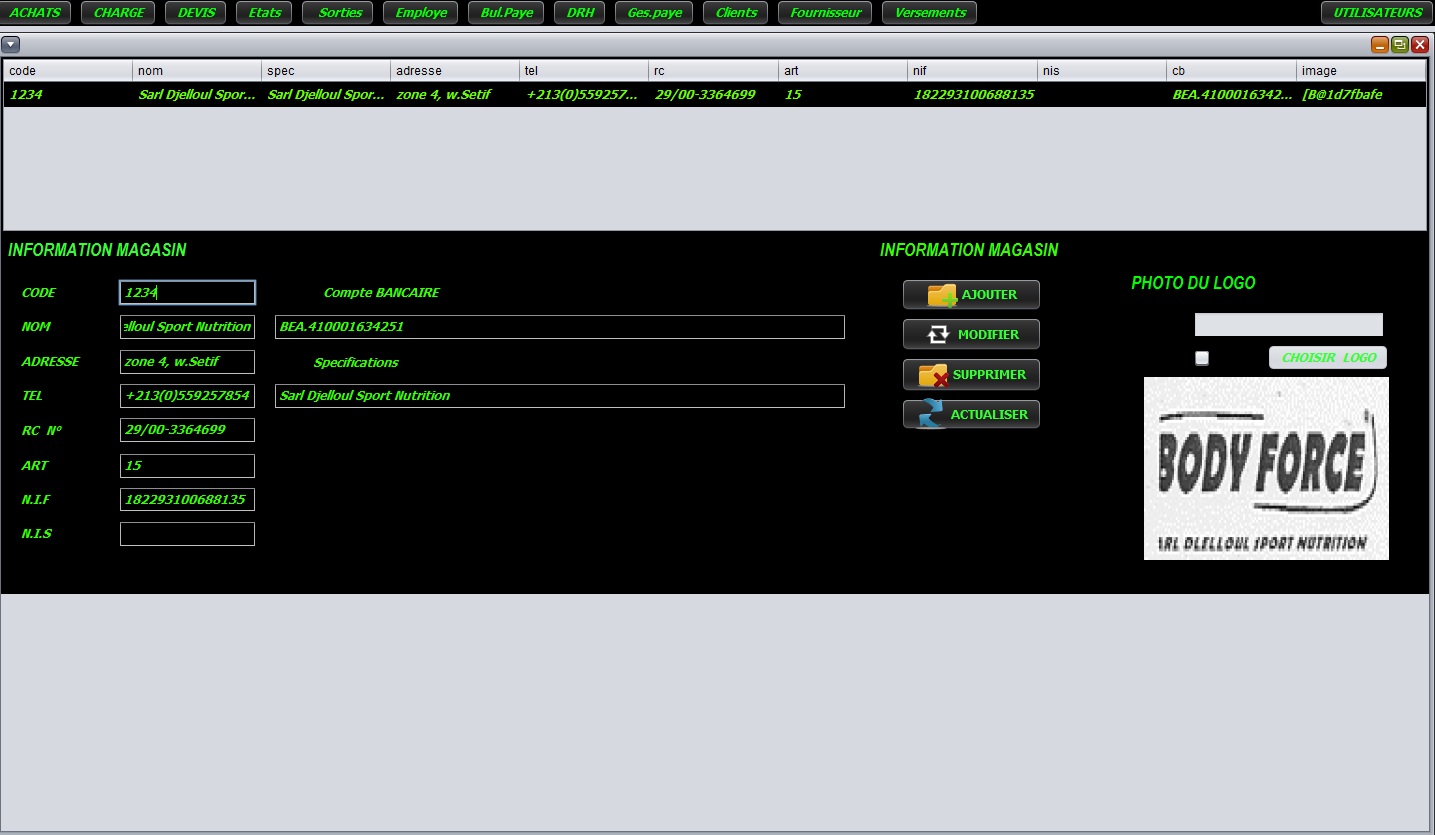 ACHATS CHARGE DEVIS Etats Sorties Employe Bul.Paye DRH Ges.paye Clients Fournisseur Versements UTILISATEURS
code nom spec adresse tel rc art nif nis cb image
1234 Sarl Djelloul Spor... Sarl Djelloul Spor... zone 4, w.Setif +213(0)559257... 29/00-3364699 15 182293100688135 BEA.4100016342... [B@1d7fbafe
INFORMATION MAGASIN
CODE 1234 Compte BANCAIRE
NOM elloul Sport Nutrition BEA.410001634251
ADRESSE zone 4, w.Setif Specifications
TEL +213(0)559257854 Sarl Djelloul Sport Nutrition
RC Nº 29/00-3364699
ART 15
N.I.F 182293100688135
N.I.S
INFORMATION MAGASIN
AJOUTER
MODIFIER
SUPPRIMER
ACTUALISER
PHOTO DU LOGO
CHOISIR LOGO
BODY FORCE
ARL DLELLOUL SPORT NUTRITION